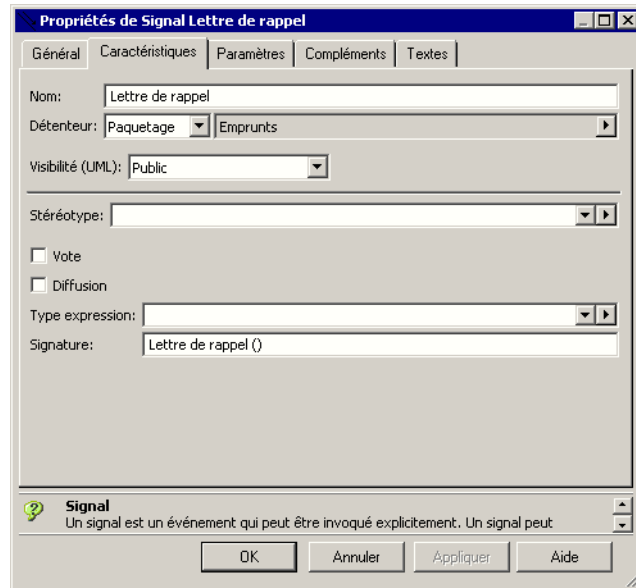 Propriétés de Signal Lettre de rappel
Général Caractéristiques Paramètres Compléments Textes
Nom: Lettre de rappel
Détenteur: Paquetage Emprunts
Visibilité (UML): Public
Stéréotype:
Vote
Diffusion
Type expression:
Signature: Lettre de rappel ()
Signal
Un signal est un événement qui peut être invoqué explicitement. Un signal peut
OK Annuler Appliquer Aide